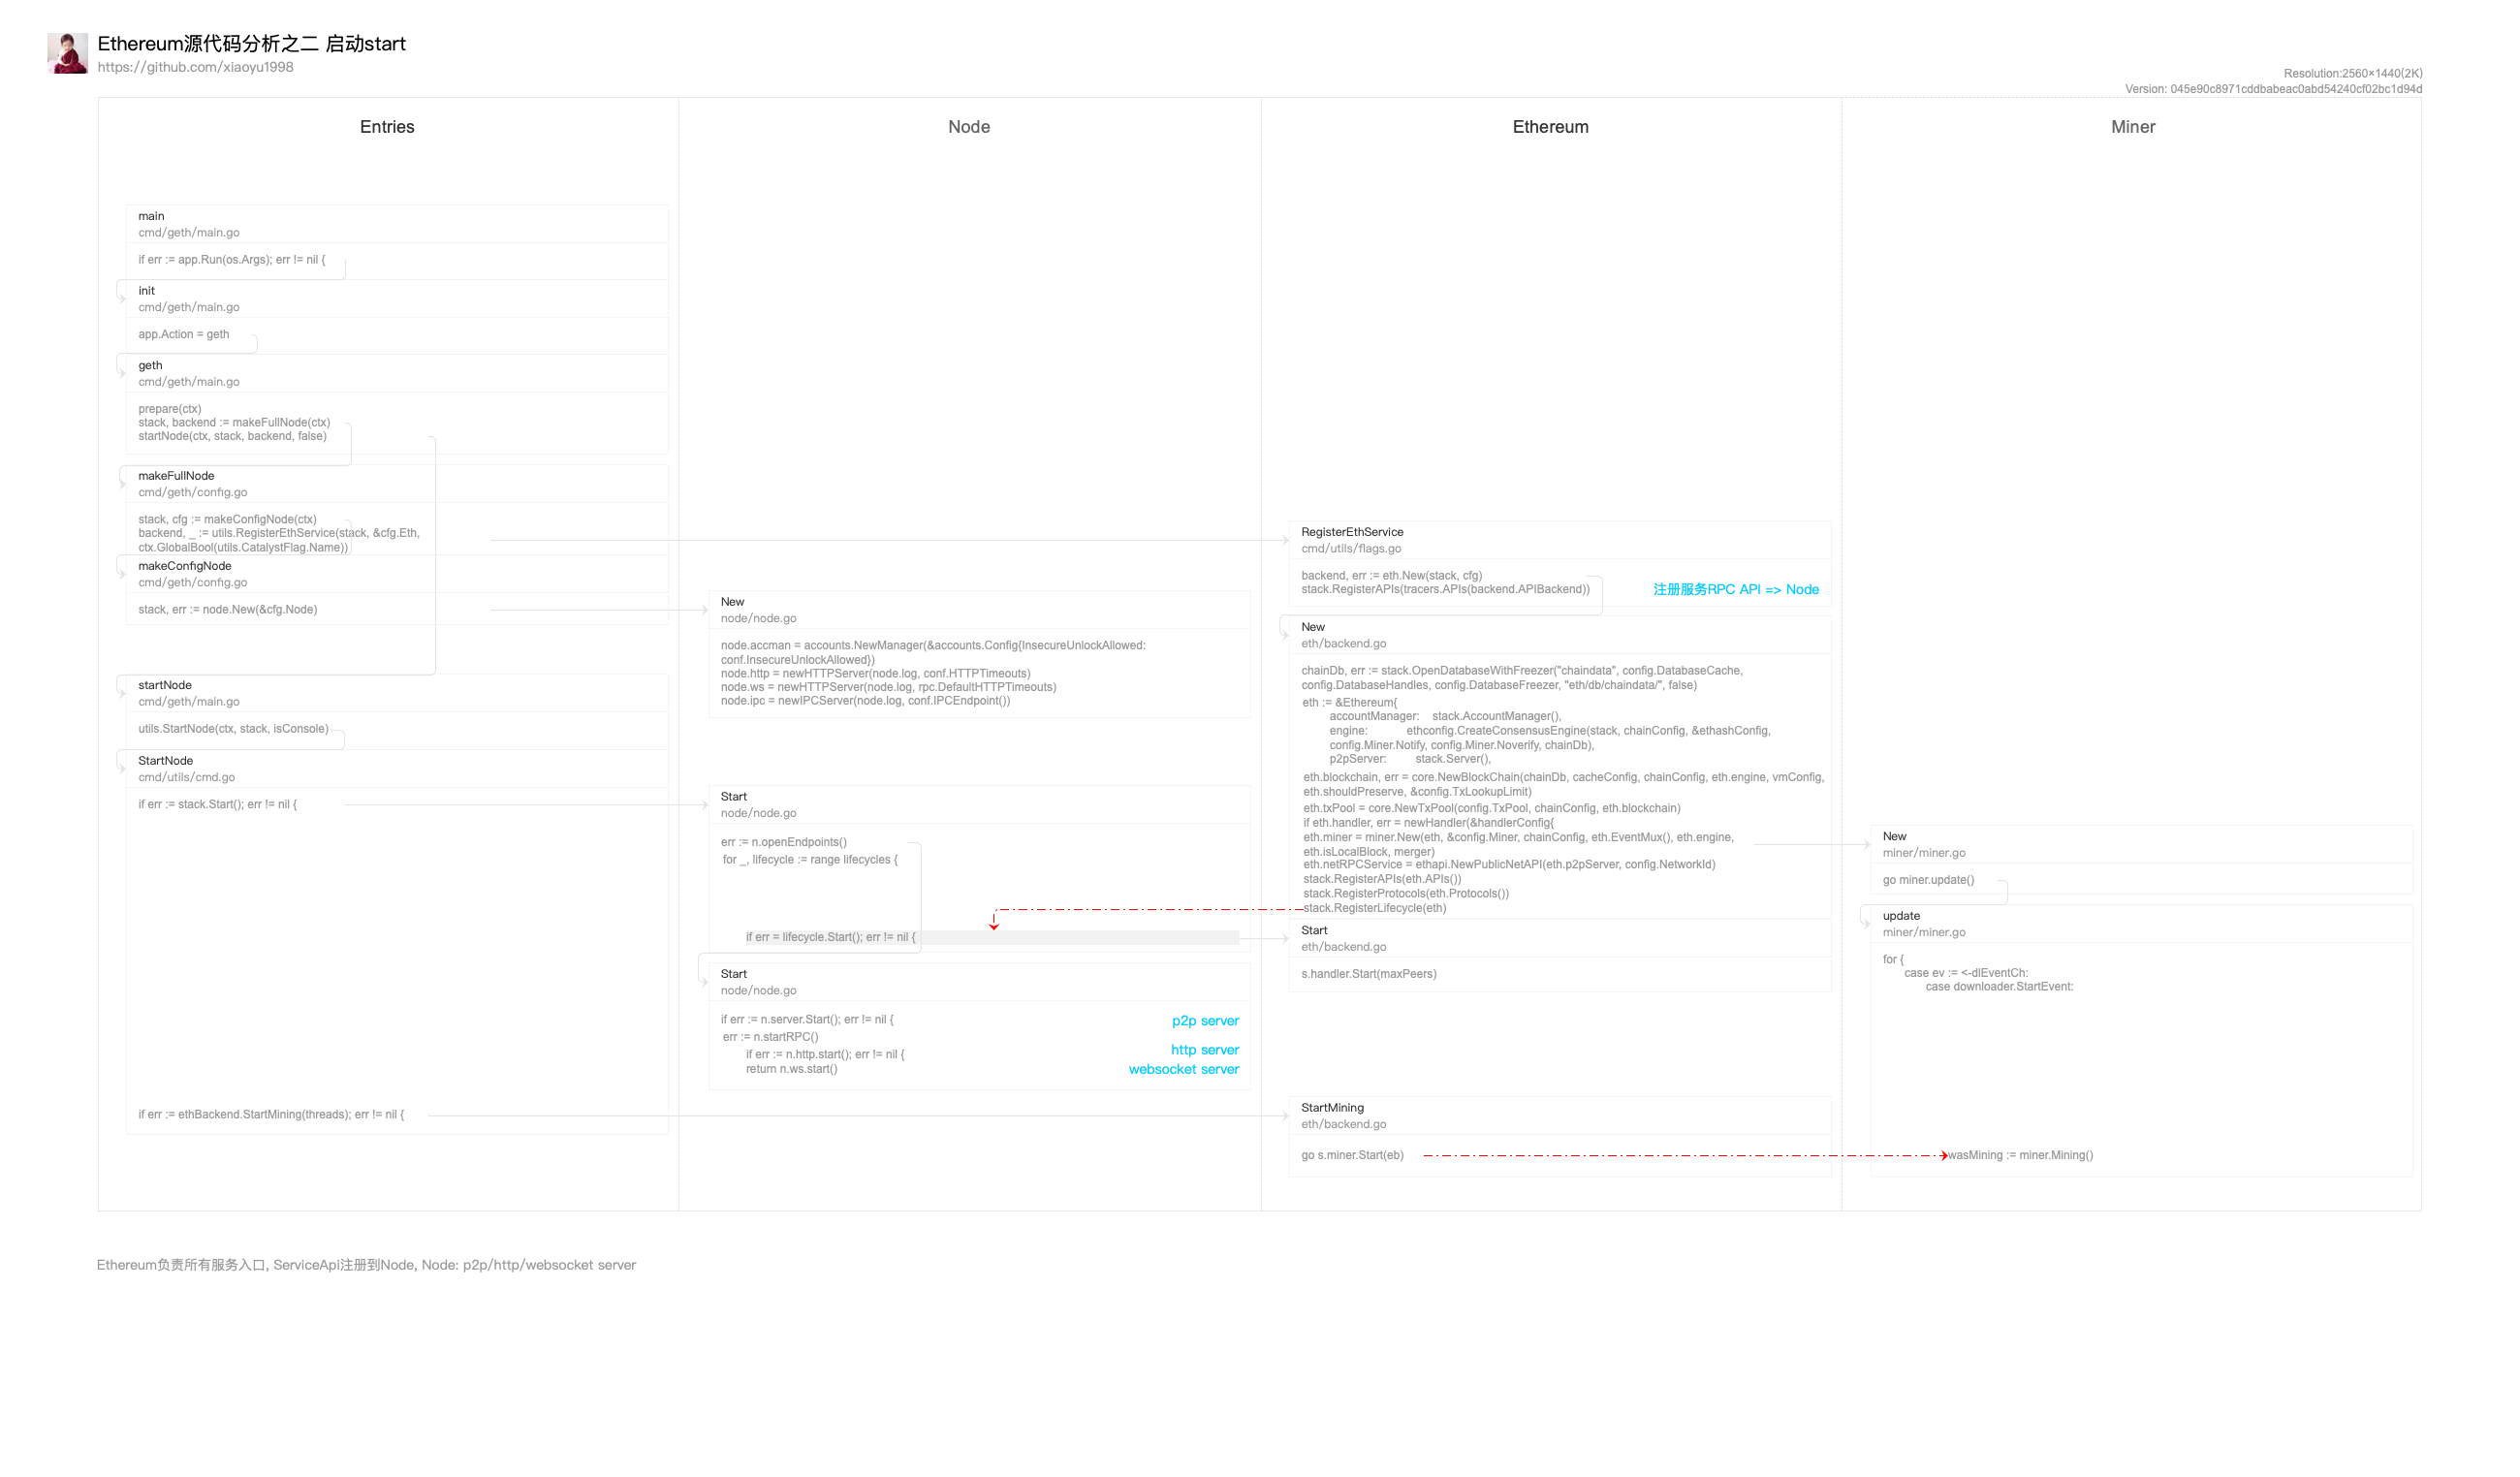 Ethereum源代码分析之二 启动start
https://github.com/xiaoyu1998
Resolution:2560×1440(2K)
Version: 045e90c8971cddbabeac0abd54240cf02bc1d94d
Entries
main
cmd/geth/main.go
if err := app.Run(os.Args); err != nil {
init
cmd/geth/main.go
app.Action = geth
geth
cmd/geth/main.go
prepare(ctx)
stack, backend := makeFullNode(ctx)
startNode(ctx, stack, backend, false)
makeFullNode
cmd/geth/config.go
stack, cfg := makeConfigNode(ctx)
backend, _ := utils.RegisterEthService(stack, &cfg.Eth,
ctx.GlobalBool(utils.CatalystFlag.Name))
makeConfigNode
cmd/geth/config.go
stack, err := node.New(&cfg.Node)
startNode
cmd/geth/main.go
utils.StartNode(ctx, stack, isConsole)
StartNode
cmd/utils/cmd.go
if err := stack.Start(); err != nil {
if err := ethBackend.StartMining(threads); err != nil {
Node
New
node/node.go
node.accman = accounts.NewManager(&accounts.Config{InsecureUnlockAllowed:
conf.InsecureUnlockAllowed})
node.http = newHTTPServer(node.log, conf.HTTPTimeouts)
node.ws = newHTTPServer(node.log, rpc.DefaultHTTPTimeouts)
node.ipc = newIPCServer(node.log, conf.IPCEndpoint())
Start
node/node.go
err := n.openEndpoints()
for _, lifecycle := range lifecycles {
if err = lifecycle.Start(); err != nil {
Start
node/node.go
if err := n.server.Start(); err != nil {
p2p server
err := n.startRPC()
if err := n.http.start(); err != nil {
http server
return n.ws.start()
websocket server
Ethereum
RegisterEthService
cmd/utils/flags.go
backend, err := eth.New(stack, cfg)
stack.RegisterAPIs(tracers.APIs(backend.APIBackend))
注册服务RPC API => Node
New
eth/backend.go
chainDb, err := stack.OpenDatabaseWithFreezer("chaindata", config.DatabaseCache,
config.DatabaseHandles, config.DatabaseFreezer, "eth/db/chaindata/", false)
eth := &Ethereum{
accountManager: stack.AccountManager(),
engine: ethconfig.CreateConsensusEngine(stack, chainConfig, &ethashConfig,
config.Miner.Notify, config.Miner.Noverify, chainDb),
p2pServer: stack.Server(),
eth.blockchain, err = core.NewBlockChain(chainDb, cacheConfig, chainConfig, eth.engine, vmConfig,
eth.shouldPreserve, &config.TxLookupLimit)
eth.txPool = core.NewTxPool(config.TxPool, chainConfig, eth.blockchain)
if eth.handler, err = newHandler(&handlerConfig{
eth.miner = miner.New(eth, &config.Miner, chainConfig, eth.EventMux(), eth.engine,
eth.isLocalBlock, merger)
eth.netRPCService = ethapi.NewPublicNetAPI(eth.p2pServer, config.NetworkId)
stack.RegisterAPIs(eth.APIs())
stack.RegisterProtocols(eth.Protocols())
stack.RegisterLifecycle(eth)
Start
eth/backend.go
s.handler.Start(maxPeers)
StartMining
eth/backend.go
go s.miner.Start(eb)
Miner
New
miner/miner.go
go miner.update()
update
miner/miner.go
for {
case ev := <-dlEventCh:
case downloader.StartEvent:
wasMining := miner.Mining()
Ethereum负责所有服务入口, ServiceApi注册到Node, Node: p2p/http/websocket server